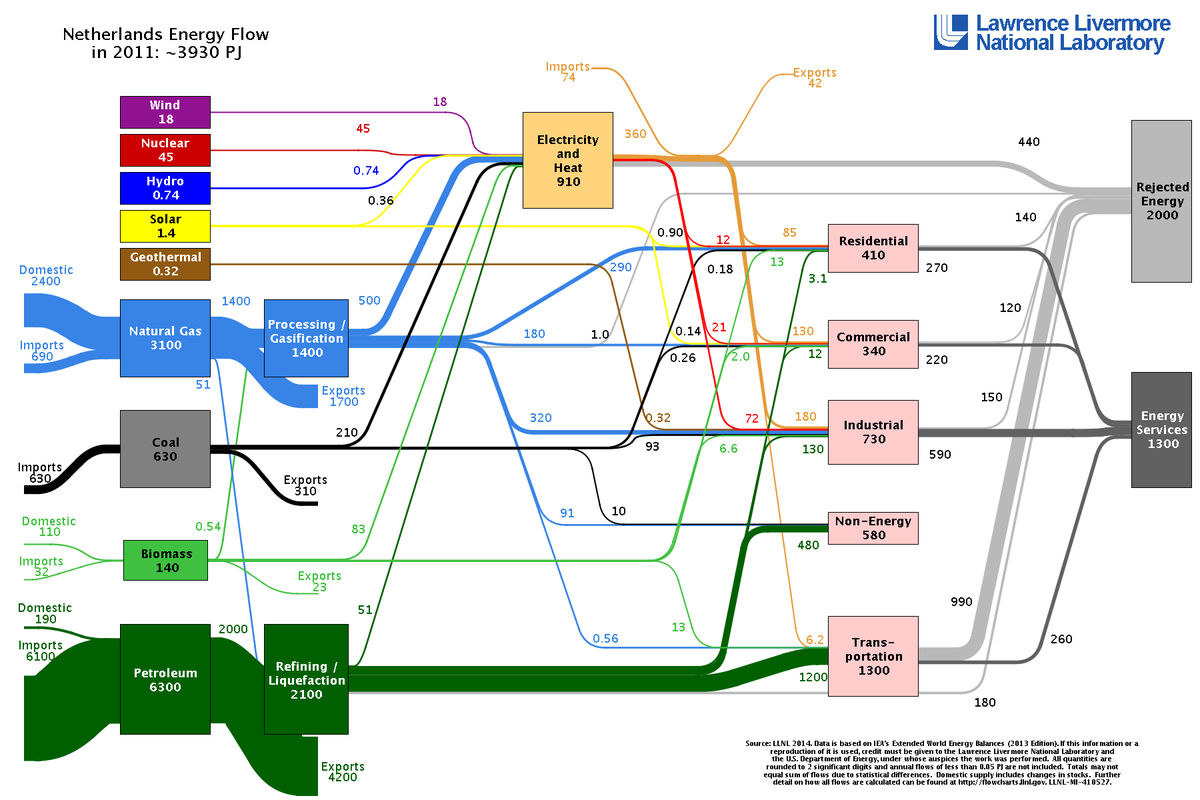 Netherlands Energy Flow
in 2011: ~3930 PJ
Lawrence Livermore
National Laboratory
Imports
74
Exports
42
Wind
18
18
Nuclear
45
45
Hydro
0.74
0.74
Solar
1.4
0.36
Geothermal
0.32
Electricity
and
Heat
910
360
440
Rejected
Energy
2000
0.90
12
85
140
Residential
410
270
290
0.18
13
3.1
Domestic
2400
Imports
690
Natural Gas
3100
1400
51
Processing /
Gasification
1400
500
Exports
1700
180
1.0
0.14
0.26
21
2.0
130
12
120
Commercial
340
220
Coal
630
Imports
630
210
Exports
310
320
0.32
93
72
6.6
180
130
150
Industrial
730
590
Energy
Services
1300
Domestic
110
Imports
32
Biomass
140
0.54
83
Exports
23
91
10
Non-Energy
580
480
Domestic
190
Imports
6100
Petroleum
6300
2000
Refining /
Liquefaction
2100
51
Exports
4200
0.56
13
6.2
1200
Trans-
portation
1300
990
260
180
Source: LLNL 2014. Data is based on IEA's Extended World Energy Balances (2013 Edition). If this information or a
reproduction of it is used, credit must be given to the Lawrence Livermore National Laboratory and
the U.S. Department of Energy, under whose auspices the work was performed. All quantities are
rounded to 2 significant digits and annual flows of less than 0.05 PJ are not included. Totals may not
equal sum of flows due to statistical differences. Domestic supply includes changes in stocks. Further
detail on how all flows are calculated can be found at http://flowcharts.llnl.gov. LLNL-MI-410527.